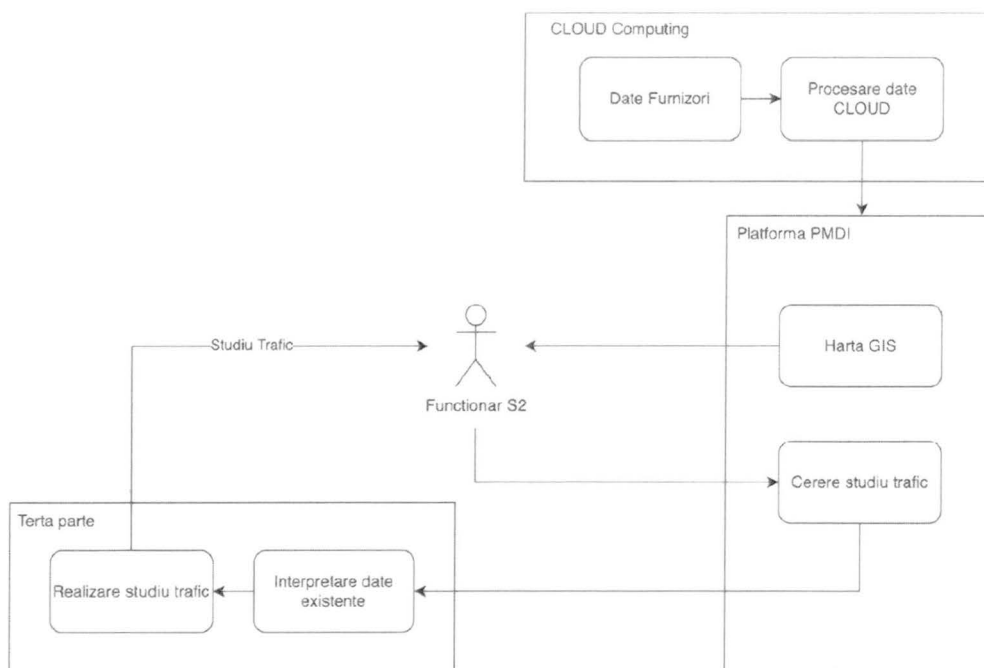 CLOUD Computing
Date Furnizori
Procesare date
CLOUD
Platforma PMDI
Studiu Trafic
Harta GIS
Functionar S2
Cerere studiu trafic
Terta parte
Realizare studiu trafic
Interpretare date
existente